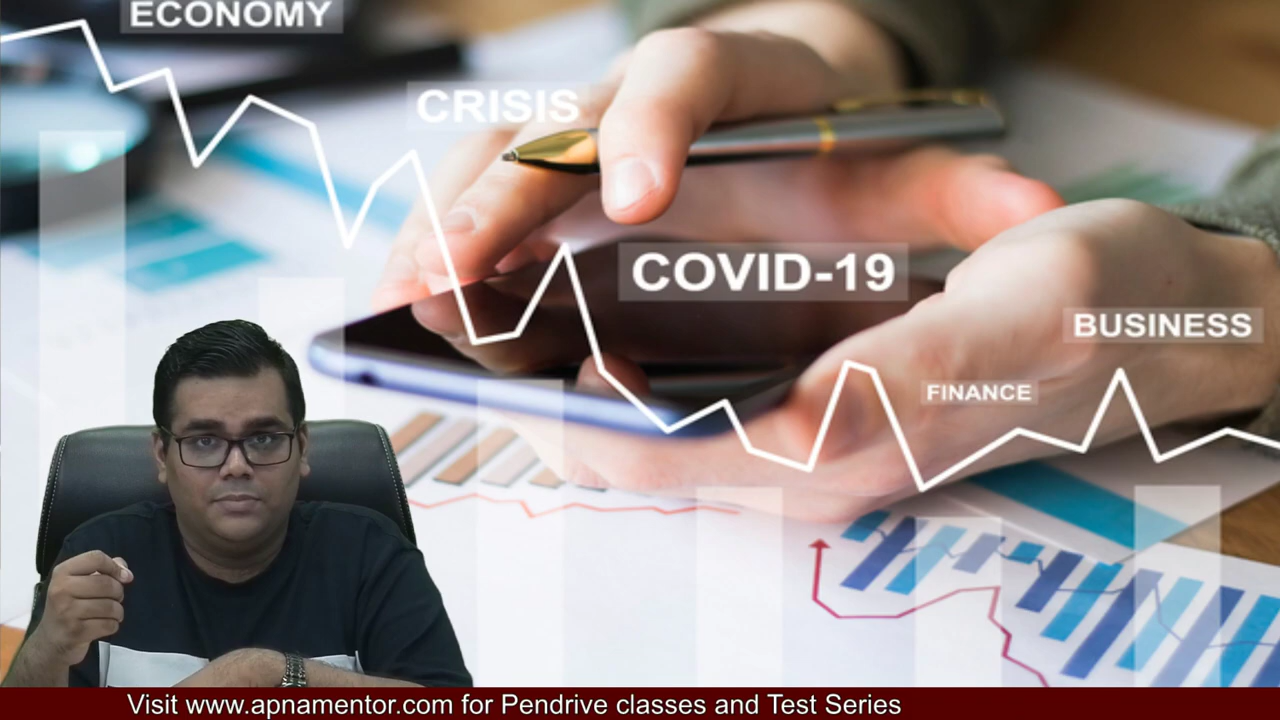 ECONOMY
CRISIS
COVID-19
BUSINESS
FINANCE
Visit www.apnamentor.com for Pendrive classes and Test Series